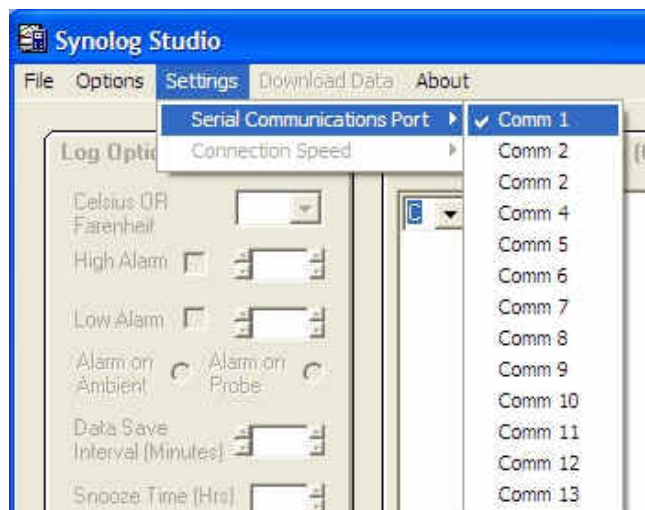 Synolog Studio
File Options Settings Download Data About
Serial Communications Port
Connection Speed
Comm 1
Comm 2
Comm 2
Comm 4
Comm 5
Comm 6
Comm 7
Comm 8
Comm 9
Comm 10
Comm 11
Comm 12
Comm 13
Log Optio
Celsius OR
Farenheit
High Alarm
Low Alarm
Alarm on
Ambient
Alarm on
Probe
Data Save
Interval (Minutes)
Snooze Time (Hrs)
C